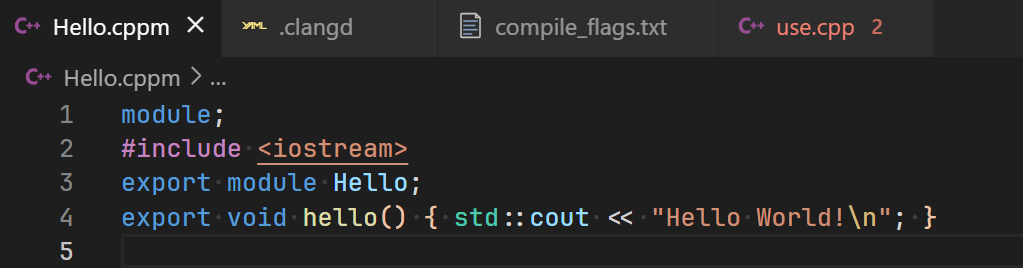 C++ Hello.cppm × YAML .clangd compile_flags.txt C++ use.cpp 2
C++ Hello.cppm > ...
1 module;
2 #include <iostream>
3 export module Hello;
4 export void hello() { std::cout << "Hello World!\n"; }
5